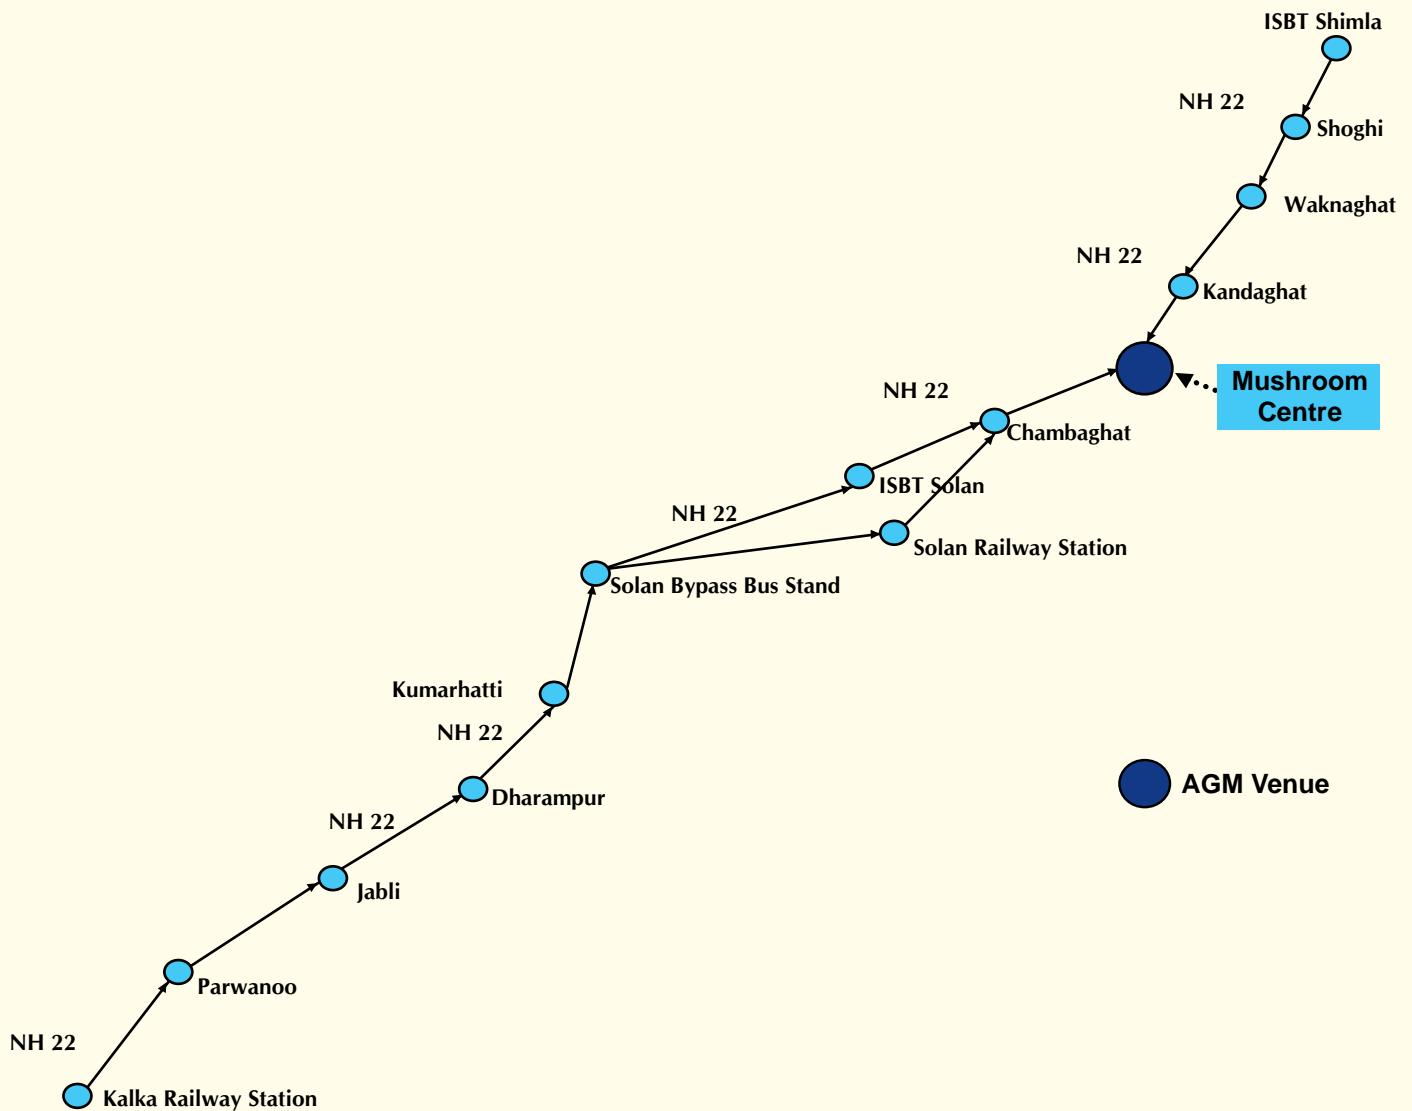 ISBT Shimla
NH 22
Shoghi
Waknaghat
NH 22
Kandaghat
Mushroom
Centre
NH 22
Chambaghat
ISBT Solan
NH 22
Solan Railway Station
Solan Bypass Bus Stand
Kumarhatti
NH 22
AGM Venue
Dharampur
NH 22
Jabli
Parwanoo
NH 22
Kalka Railway Station